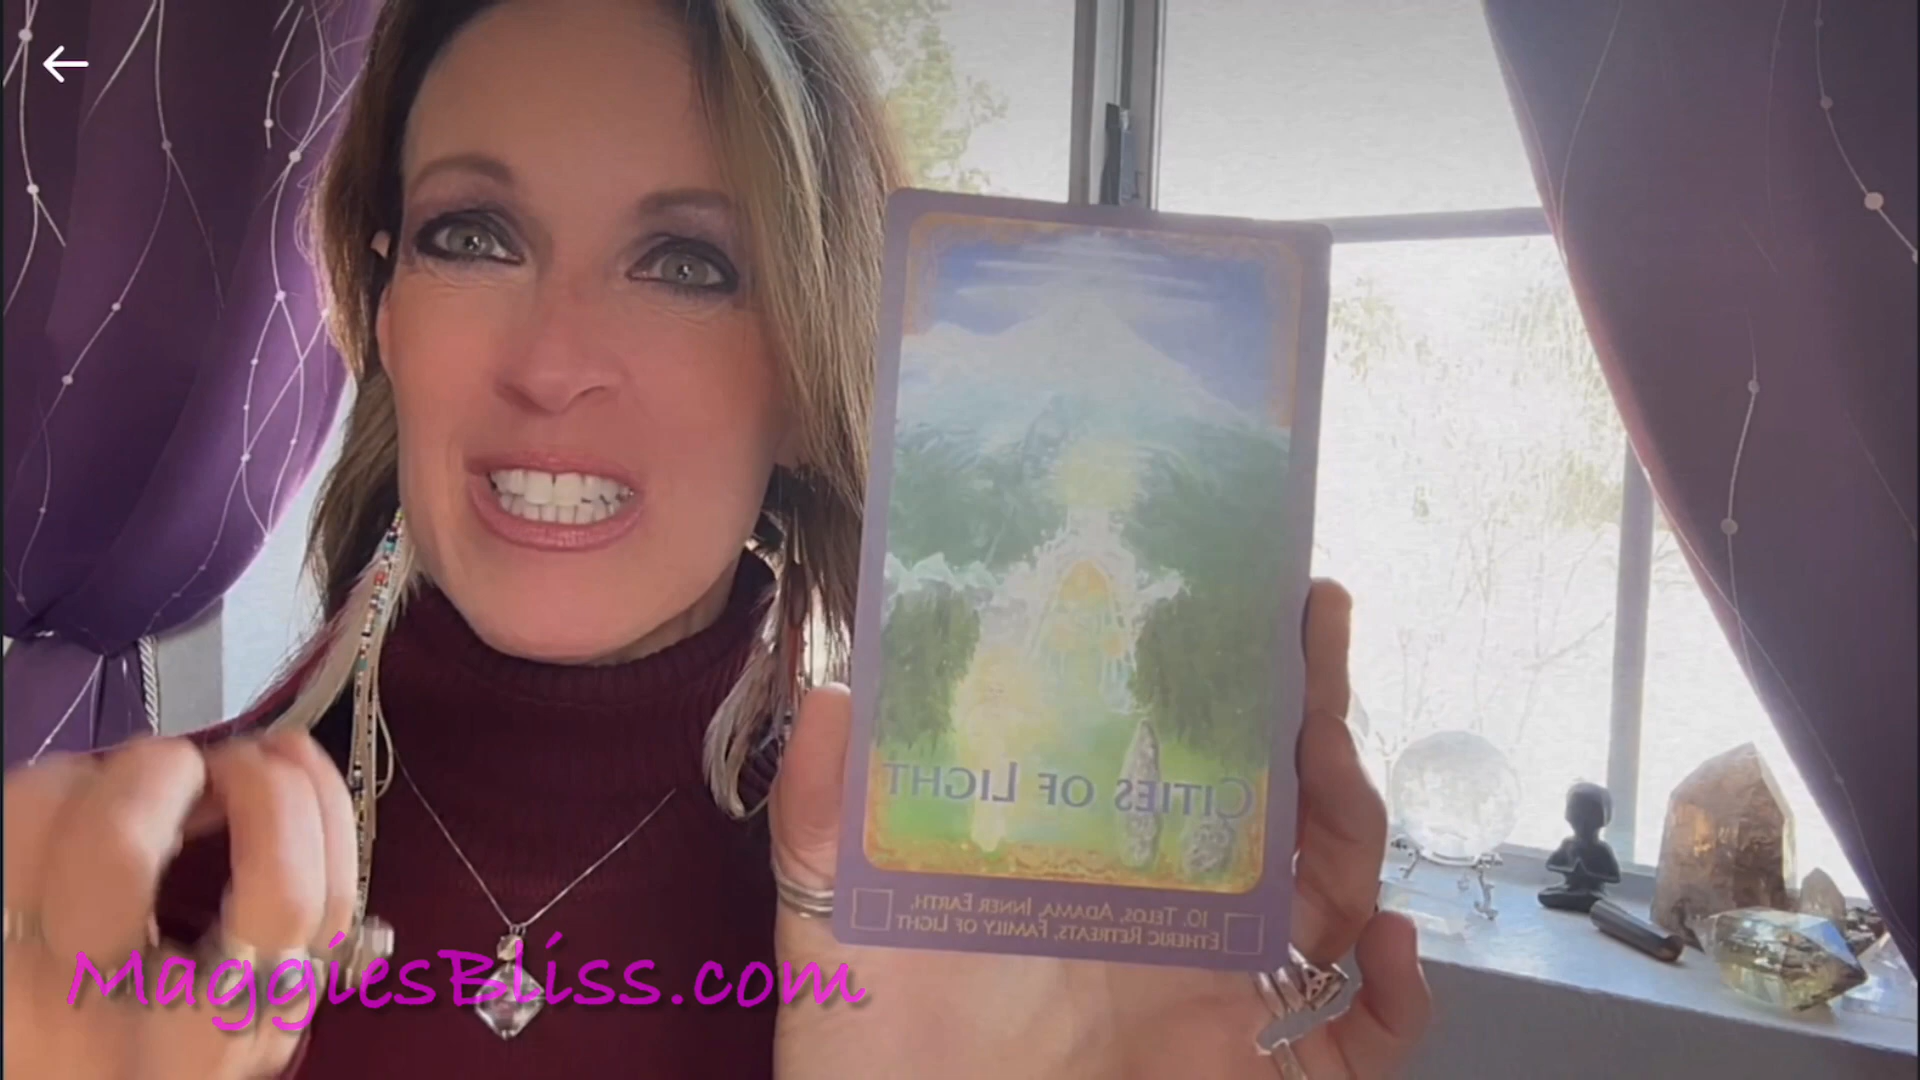 CITIES OF LIGHT
10. TELOS, ADAMA, INNER EARTH,
ETHERIC RETREATS, FAMILY OF LIGHT
MaggiesBliss.com